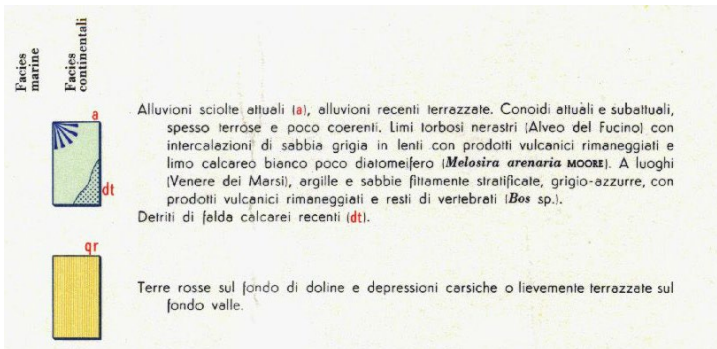 Facies
marine
Facies
continentali
a
Alluvioni sciolte attuali (a), alluvioni recenti terrazzate. Conoidi attuali e subattuali,
spesso terrose e poco coerenti. Limi torbosi nerastri (Alveo del Fucino) con
intercalazioni di sabbia grigia in lenti con prodotti vulcanici rimaneggiati e
limo calcareo bianco poco diatomeifero (Melosira arenaria MOORE). A luoghi
(Venere dei Marsi), argille e sabbie fittamente stratificate, grigio-azzurre, con
dt
prodotti vulcanici rimaneggiati e resti di vertebrati (Bos sp.).
Detriti di falda calcarei recenti (dt).
qr
Terre rosse sul fondo di doline e depressioni carsiche o lievemente terrazzate sul
fondo valle.